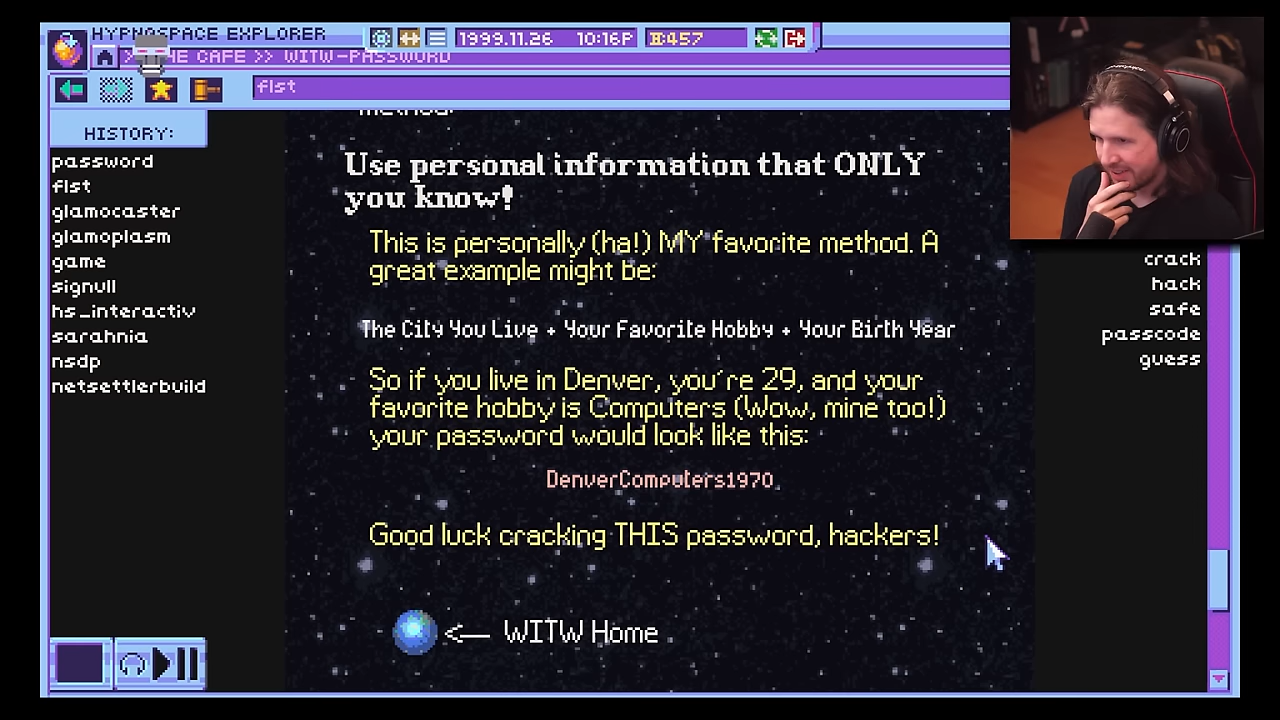 HYPNOSPACE EXPLORER
1999.11.26 10:16P
457
CAFE >> WITW-PASSWORD
fist
HISTORY:
password
fist
glamocaster
glamoplasm
game
signull
hs_interactiv
sarahnia
nsdp
netsettlerbuild
method.
Use personal information that ONLY
you know!
This is personally (ha!) MY favorite method. A
great example might be:
The City You Live + Your Favorite Hobby + Your Birth Year
So if you live in Denver, you're 29, and your
favorite hobby is Computers (Wow, mine too!)
your password would look like this:
DenverComputers1970
Good luck cracking THIS password, hackers!
<— WITW Home
crack
hack
safe
passcode
guess